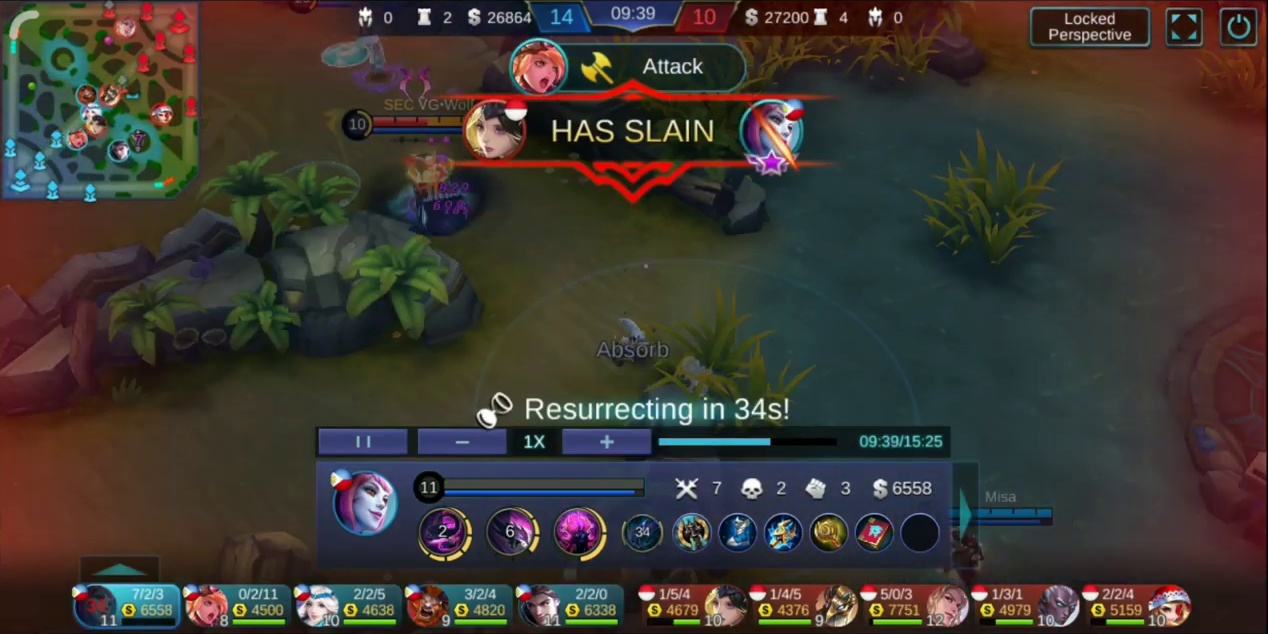 0 2 $ 26864 14 09:39 10 $ 27200 4 0
Locked
Perspective
Attack
SEC VG•Wolf
10
HAS SLAIN
Absorb
Resurrecting in 34s!
1X 09:39/15:25
11 7 2 3 $ 6558
2 6 34
Misa
7/2/3 0/2/11 2/2/5 3/2/4 2/2/0 1/5/4 1/4/5 5/0/3 1/3/1 2/2/4
6558 4500 4638 4820 6338 4679 4376 7751 4979 5159
11 8 10 9 11 10 9 12 10 10